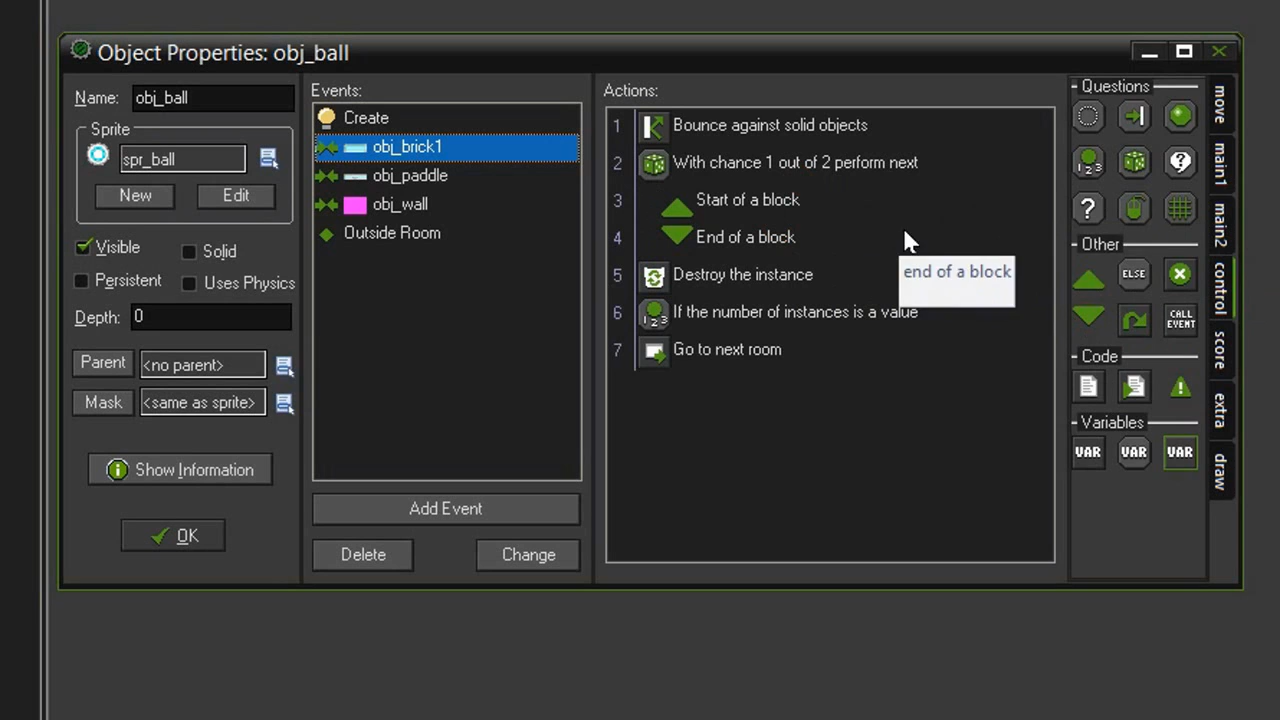 Object Properties: obj_ball
Name: obj_ball
Sprite
spr_ball
New
Edit
Visible
Solid
Persistent
Uses Physics
Depth: 0
Parent
<no parent>
Mask
<same as sprite>
Show Information
OK
Events:
Create
obj_brick1
obj_paddle
obj_wall
Outside Room
Add Event
Delete
Change
Actions:
1 Bounce against solid objects
2 With chance 1 out of 2 perform next
3 Start of a block
4 End of a block
5 Destroy the instance
6 If the number of instances is a value
7 Go to next room
end of a block
Questions
1 2 3
?
?
Other
ELSE
CALL EVENT
Code
Variables
VAR
VAR
VAR
move
main1
main2
control
score
extra
draw